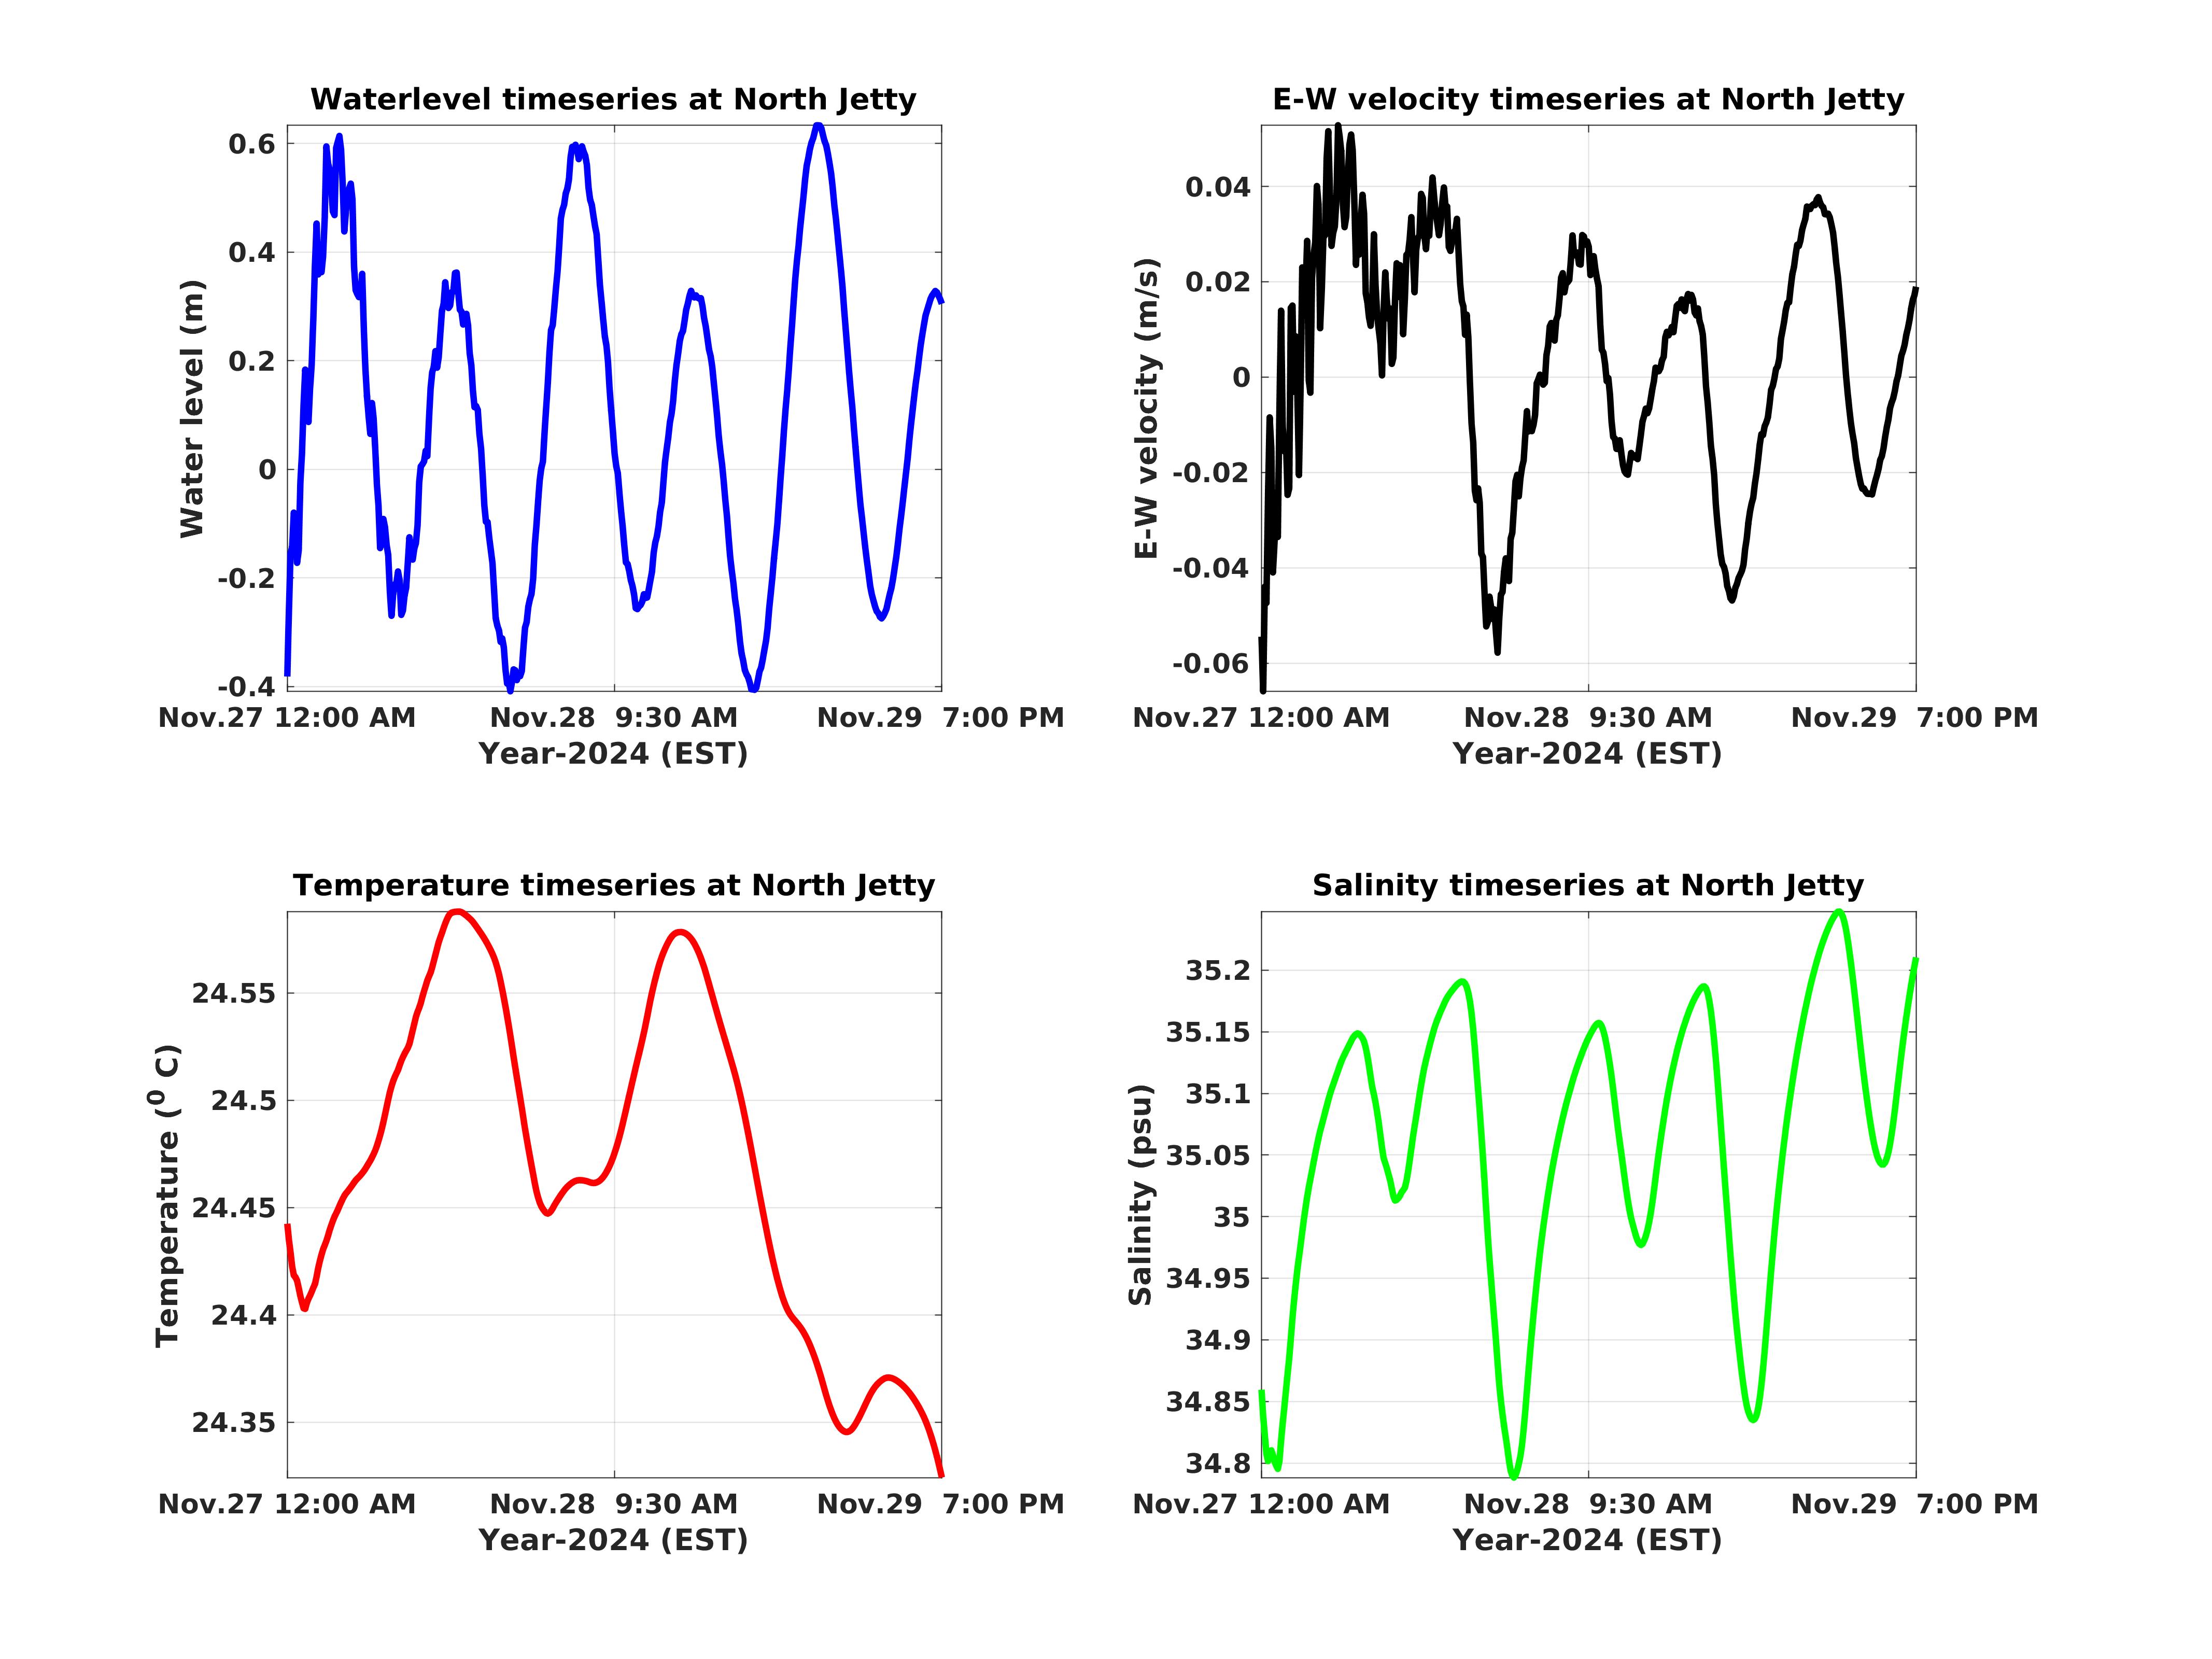 Waterlevel timeseries at North Jetty
0.6
0.4
0.2
0
-0.2
-0.4
Water level (m)
Nov.27 12:00 AM
Nov.28 9:30 AM
Nov.29 7:00 PM
Year-2024 (EST)
E-W velocity timeseries at North Jetty
0.04
0.02
0
-0.02
-0.04
-0.06
E-W velocity (m/s)
Nov.27 12:00 AM
Nov.28 9:30 AM
Nov.29 7:00 PM
Year-2024 (EST)
Temperature timeseries at North Jetty
24.55
24.5
24.45
24.4
24.35
Temperature (⁰ C)
Nov.27 12:00 AM
Nov.28 9:30 AM
Nov.29 7:00 PM
Year-2024 (EST)
Salinity timeseries at North Jetty
35.2
35.15
35.1
35.05
35
34.95
34.9
34.85
34.8
Salinity (psu)
Nov.27 12:00 AM
Nov.28 9:30 AM
Nov.29 7:00 PM
Year-2024 (EST)